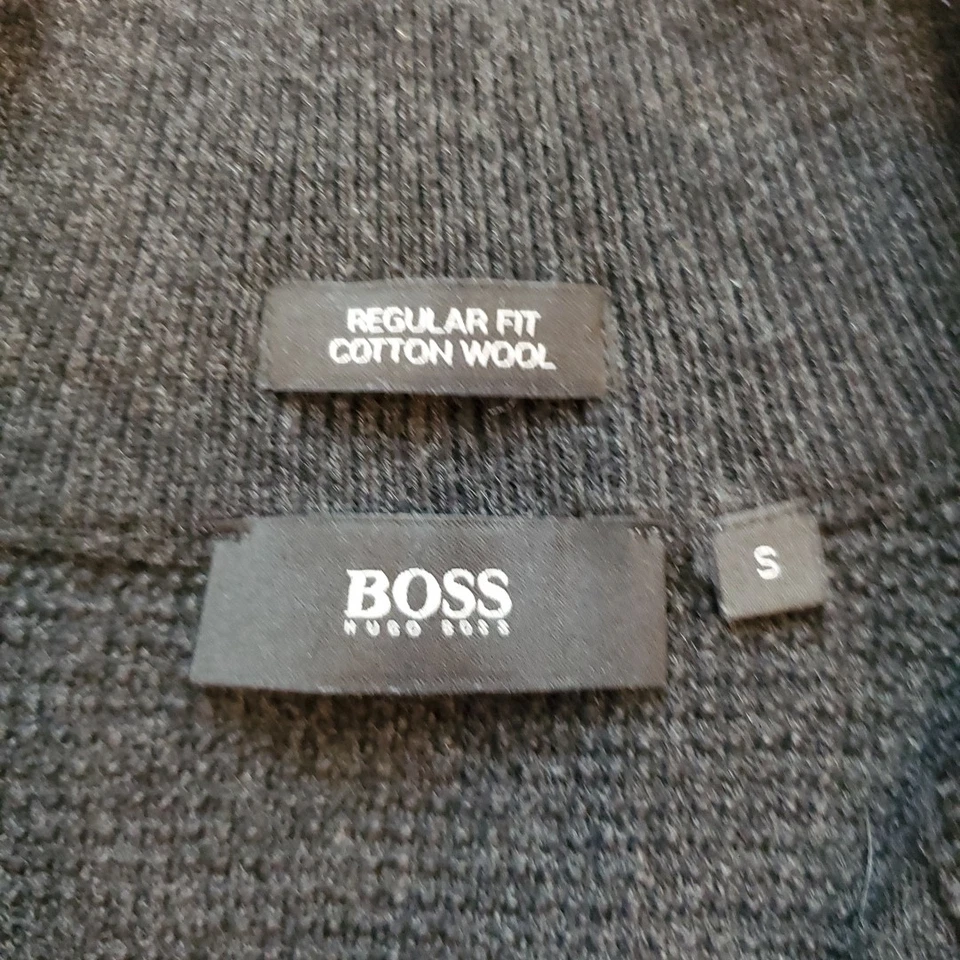 REGULAR FIT
COTTON WOOL
BOSS
HUGO BOSS
S